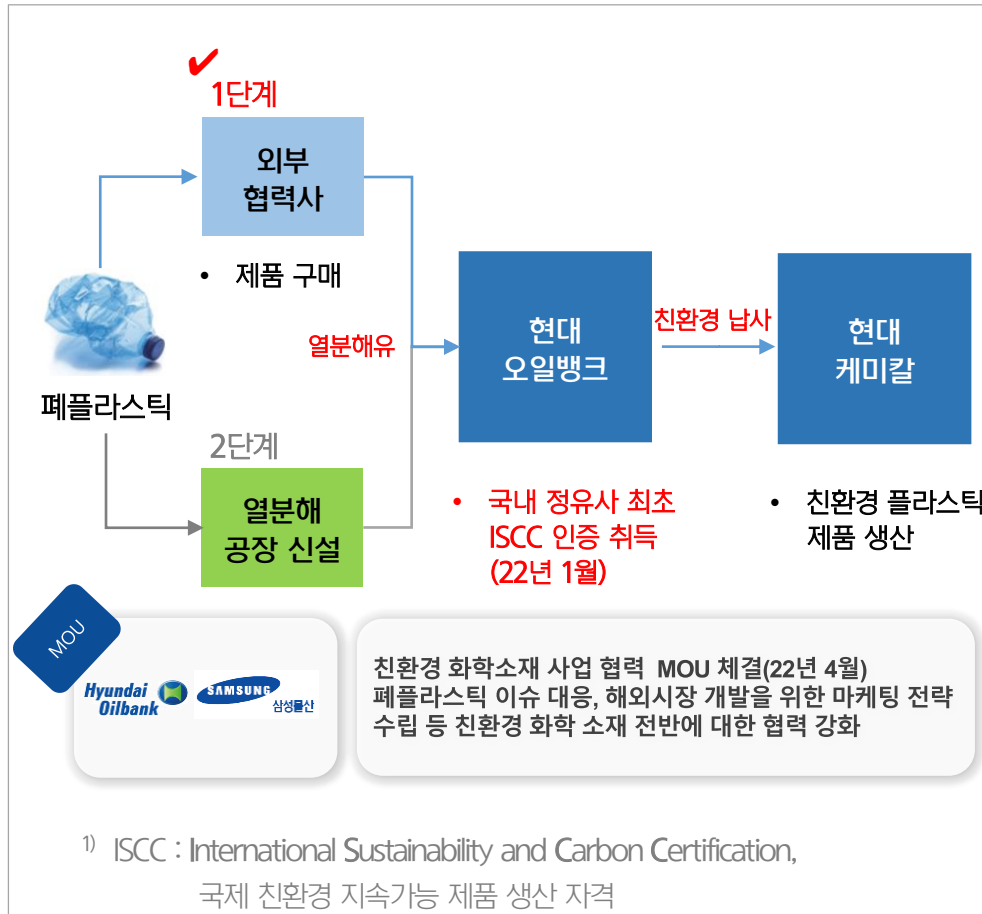 ✔
1단계
외부
협력사
• 제품 구매
열분해유
폐플라스틱
2단계
열분해
공장 신설
현대
오일뱅크
친환경 납사
현대
케미칼
• 국내 정유사 최초
ISCC 인증 취득
(22년 1월)
• 친환경 플라스틱
제품 생산
MOU
Hyundai
Oilbank
SAMSUNG
삼성물산
친환경 화학소재 사업 협력 MOU 체결(22년 4월)
폐플라스틱 이슈 대응, 해외시장 개발을 위한 마케팅 전략
수립 등 친환경 화학 소재 전반에 대한 협력 강화
1) ISCC : International Sustainability and Carbon Certification,
국제 친환경 지속가능 제품 생산 자격